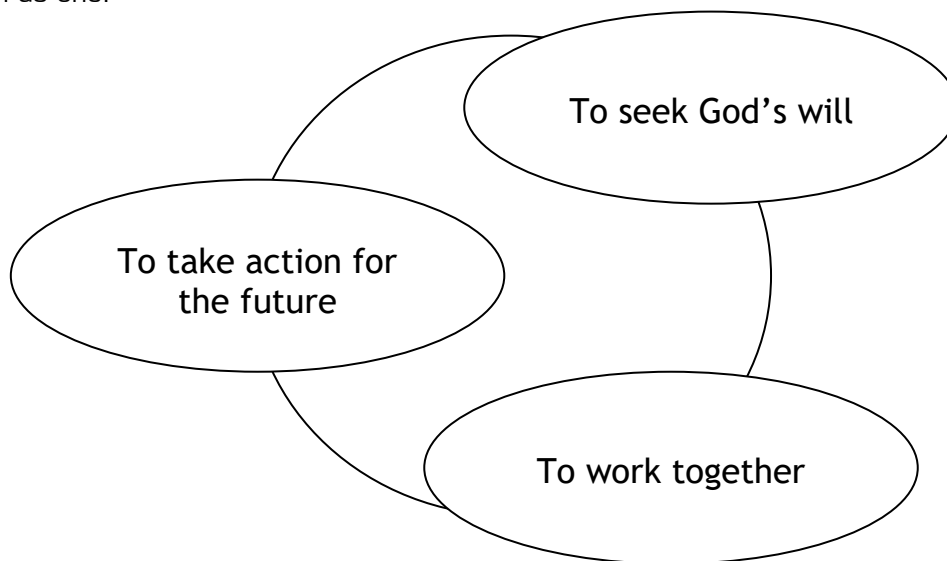 as one.
To seek God’s will
To take action for
the future
To work together